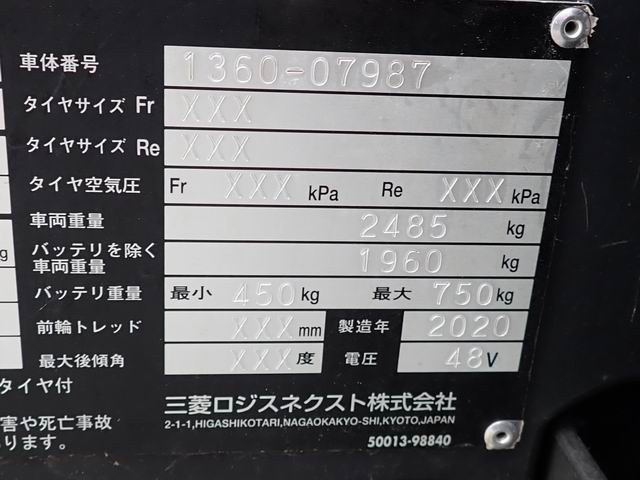 車体番号 1360-07987
タイヤサイズ Fr XXX
タイヤサイズ Re XXX
タイヤ空気圧 Fr XXX kPa Re XXX kPa
車両重量 2485 kg
g バッテリを除く
車両重量 1960 kg
バッテリ重量 最小 450 kg 最大 750 kg
前輪トレッド XXX mm 製造年 2020
最大後傾角 XXX 度 電圧 48 V
タイヤ付
三菱ロジスネクスト株式会社
害や死亡事故
2-1-1,HIGASHIKOTARI,NAGAOKAKYO-SHI,KYOTO,JAPAN
ります。
50013-98840